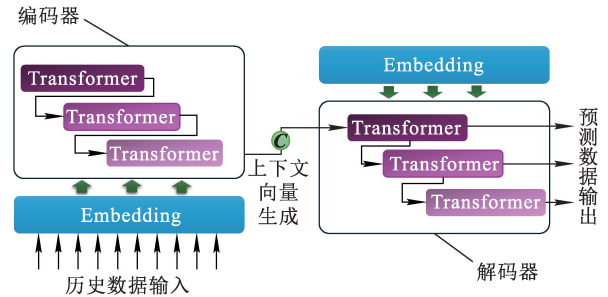 编码器
Transformer
Transformer
Transformer
Embedding
历史数据输入
C
上下文
向量
生成
Embedding
Transformer
Transformer
Transformer
预测数据输出
解码器